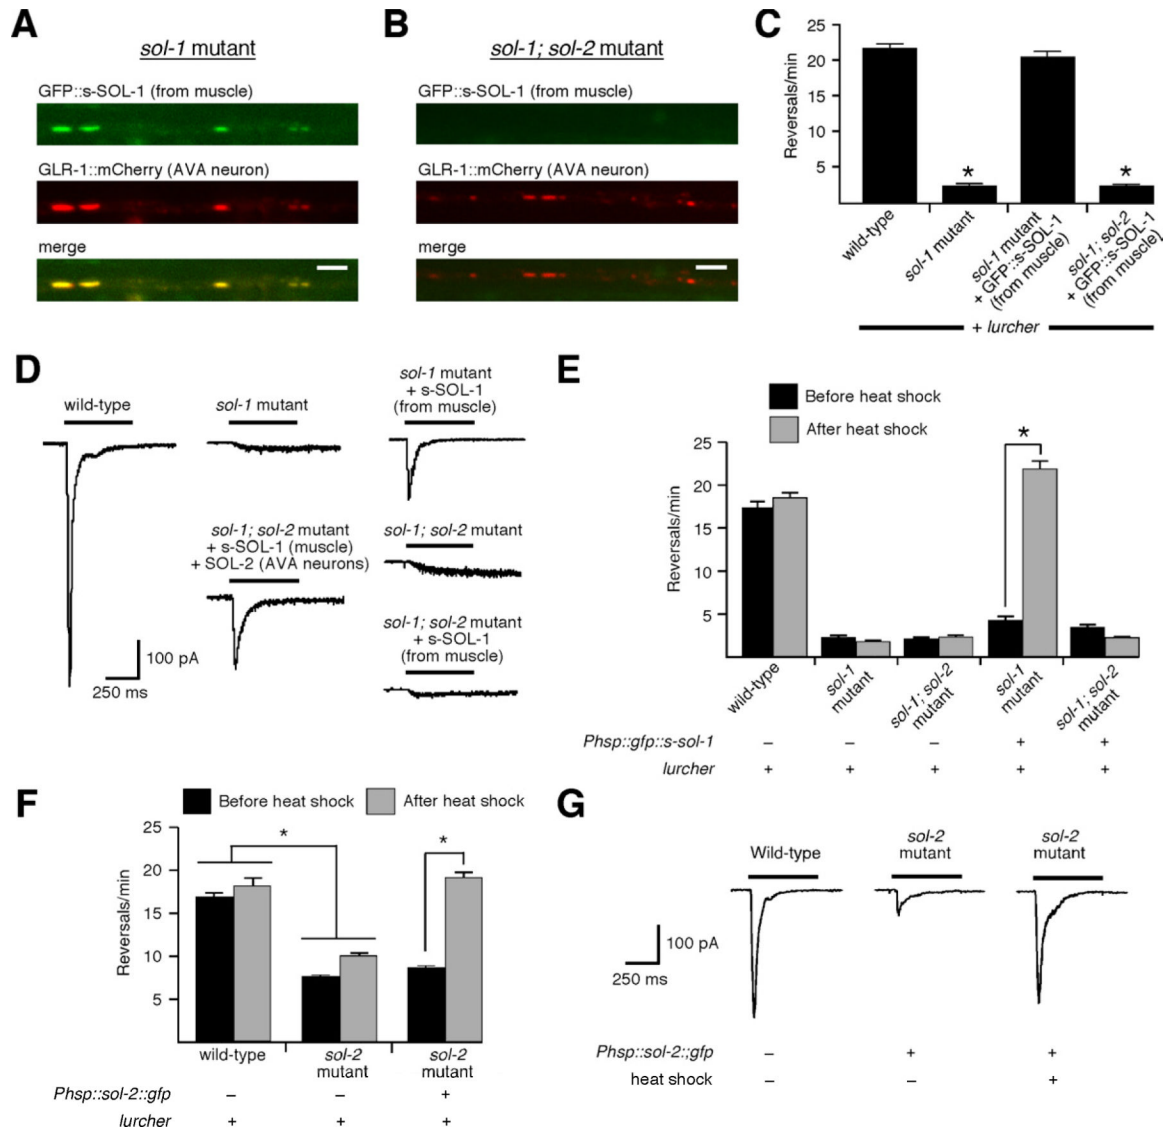 A
sol-1 mutant
GFP::s-SOL-1 (from muscle)
GLR-1::mCherry (AVA neuron)
merge
B
sol-1; sol-2 mutant
GFP::s-SOL-1 (from muscle)
GLR-1::mCherry (AVA neuron)
merge
C
Reversals/min
25
20
15
10
5
*
*
wild-type
sol-1 mutant
sol-1 mutant
+ GFP::s-SOL-1
(from muscle)
sol-1; sol-2
+ GFP::s-SOL-1
(from muscle)
+ lurcher
D
wild-type
sol-1 mutant
sol-1 mutant
+ s-SOL-1
(from muscle)
sol-1; sol-2 mutant
+ s-SOL-1 (muscle)
+ SOL-2 (AVA neurons)
sol-1; sol-2 mutant
sol-1; sol-2 mutant
+ s-SOL-1
(from muscle)
100 pA
250 ms
E
Before heat shock
After heat shock
Reversals/min
25
20
15
10
5
*
wild-type
sol-1
mutant
sol-1; sol-2
mutant
sol-1
mutant
sol-1; sol-2
mutant
Phsp::gfp::s-sol-1 – – – + +
lurcher + + + + +
F
Before heat shock
After heat shock
Reversals/min
25
20
15
10
5
*
*
wild-type
sol-2
mutant
sol-2
mutant
Phsp::sol-2::gfp – – +
lurcher + + +
G
Wild-type
sol-2
mutant
sol-2
mutant
100 pA
250 ms
Phsp::sol-2::gfp – + +
heat shock – – +